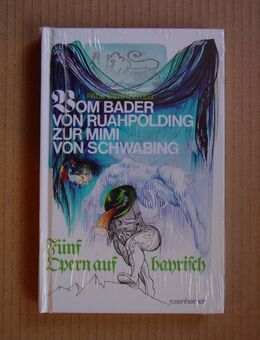 VOM BADER
VON RUAHPOLDING
ZUR MIMI
VON SCHWABING
Fünf
Opern auf bayrisch
rosenheimer